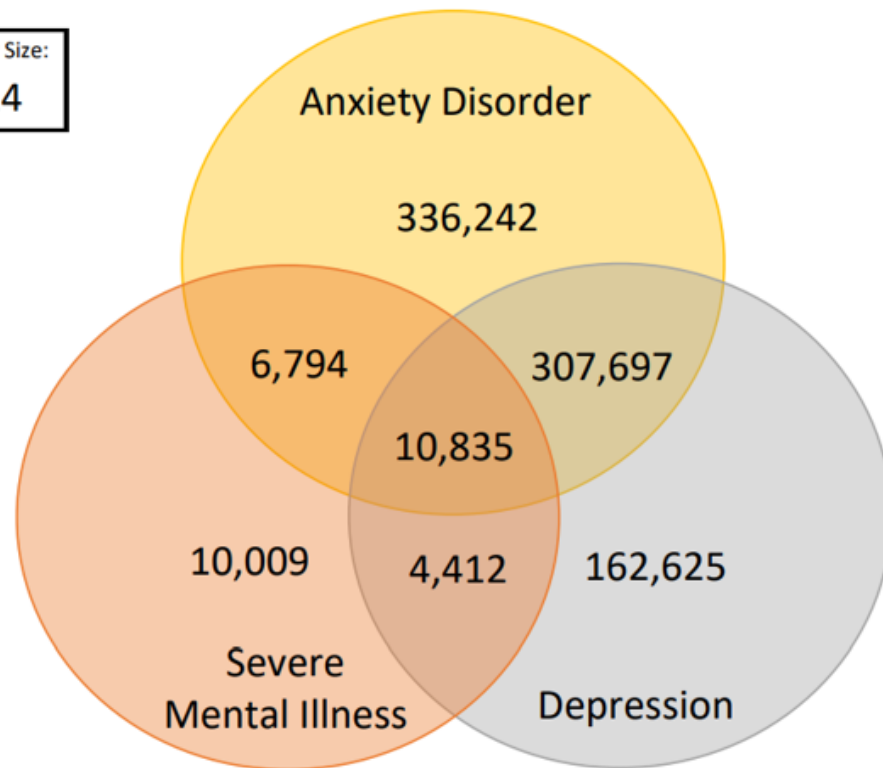 Size:
4
Anxiety Disorder
336,242
6,794
307,697
10,835
10,009
4,412
162,625
Severe
Mental Illness
Depression